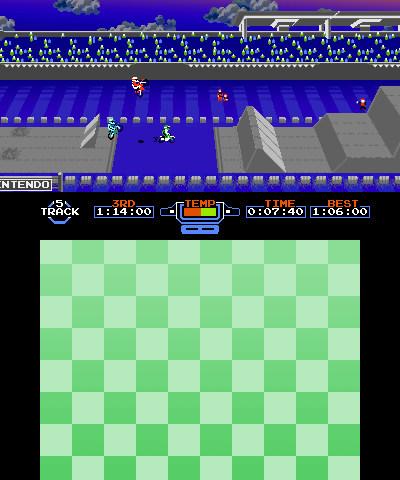 NTENDO
5
TRACK
3RD
1:14:00
TEMP
TIME
0:07:40
BEST
1:06:00